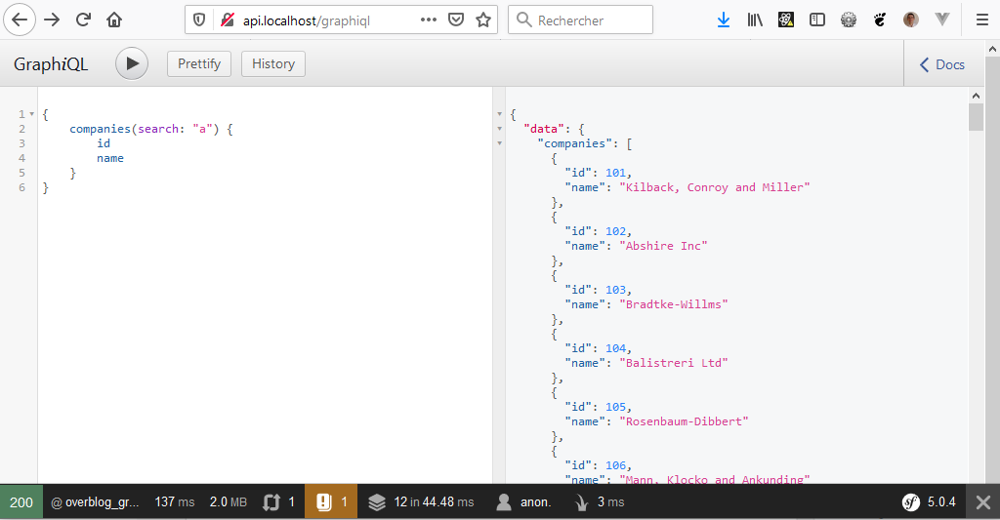 api.localhost/graphiql
Rechercher
GraphiQL
Prettify
History
Docs
1 {
2 companies(search: "a") {
3 id
4 name
5 }
6 }
{
"data": {
"companies": [
{
"id": 101,
"name": "Kilback, Conroy and Miller"
},
{
"id": 102,
"name": "Abshire Inc"
},
{
"id": 103,
"name": "Bradtke-Willms"
},
{
"id": 104,
"name": "Balistreri Ltd"
},
{
"id": 105,
"name": "Rosenbaum-Dibbert"
},
{
"id": 106,
"name": "Mann, Klocko and Ankunding"
200 @ overblog_gr... 137 ms 2.0 MB 1 1 12 in 44.48 ms anon. 3 ms sf 5.0.4